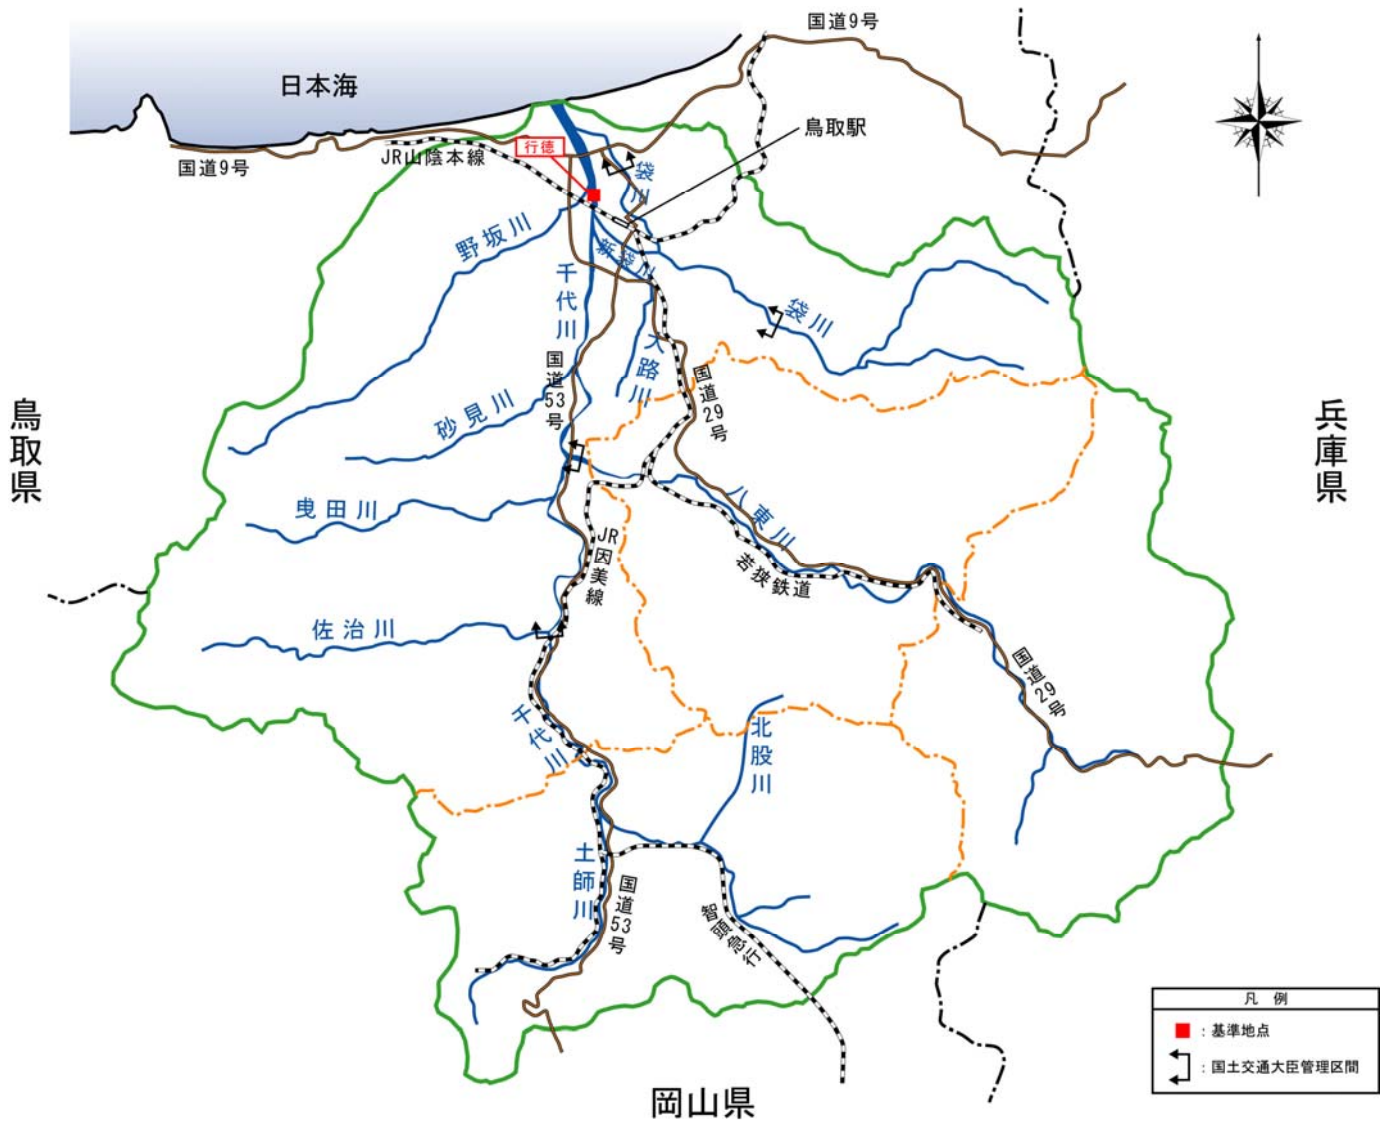 国道9号
日本海
鳥取駅
行徳
国道9号
JR山陰本線
袋川
野坂川
新袋川
千代川
袋川
大路川
国道53号
国道29号
砂見川
鳥取県
兵庫県
曳田川
八東川
JR因美線
若狭鉄道
佐治川
国道29号
千代川
北股川
土師川
国道53号
智頭急行
岡山県
凡 例
：基準地点
：国土交通大臣管理区間